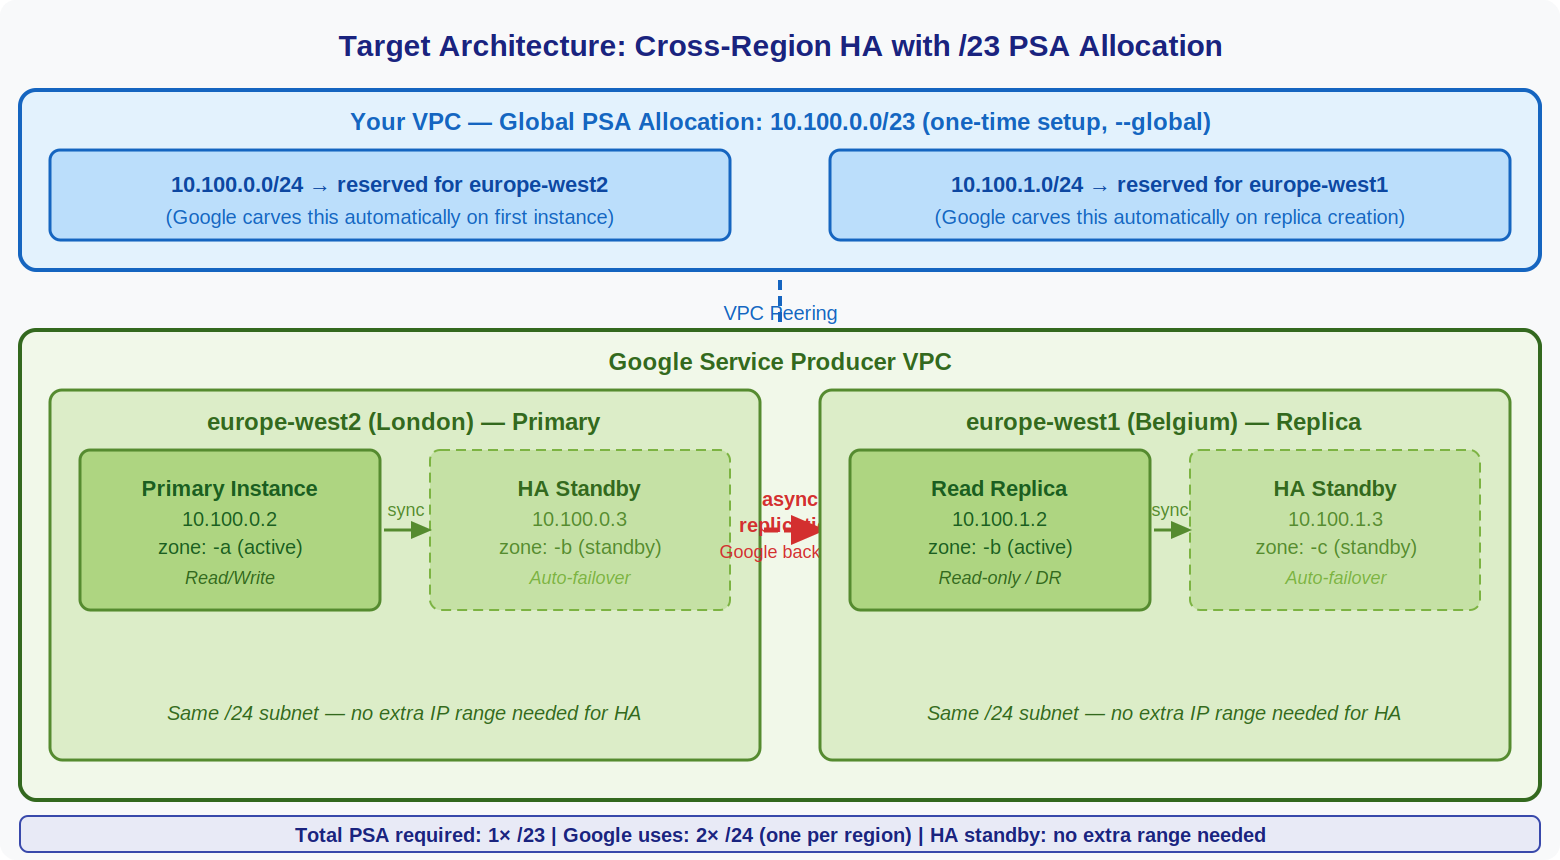 Target Architecture: Cross-Region HA with /23 PSA Allocation
Your VPC — Global PSA Allocation: 10.100.0.0/23 (one-time setup, --global)
10.100.0.0/24 → reserved for europe-west2
(Google carves this automatically on first instance)
10.100.1.0/24 → reserved for europe-west1
(Google carves this automatically on replica creation)
VPC Peering
Google Service Producer VPC
europe-west2 (London) — Primary
Primary Instance
10.100.0.2
zone: -a (active)
Read/Write
sync
HA Standby
10.100.0.3
zone: -b (standby)
Auto-failover
Same /24 subnet — no extra IP range needed for HA
async
Google back
europe-west1 (Belgium) — Replica
Read Replica
10.100.1.2
zone: -b (active)
Read-only / DR
sync
HA Standby
10.100.1.3
zone: -c (standby)
Auto-failover
Same /24 subnet — no extra IP range needed for HA
Total PSA required: 1× /23 | Google uses: 2× /24 (one per region) | HA standby: no extra range needed